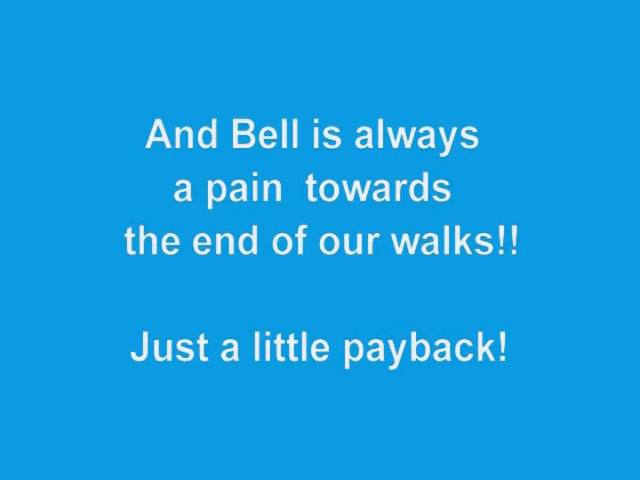 And Bell is always
a pain  towards
the end of our walks!!
Just a little payback!